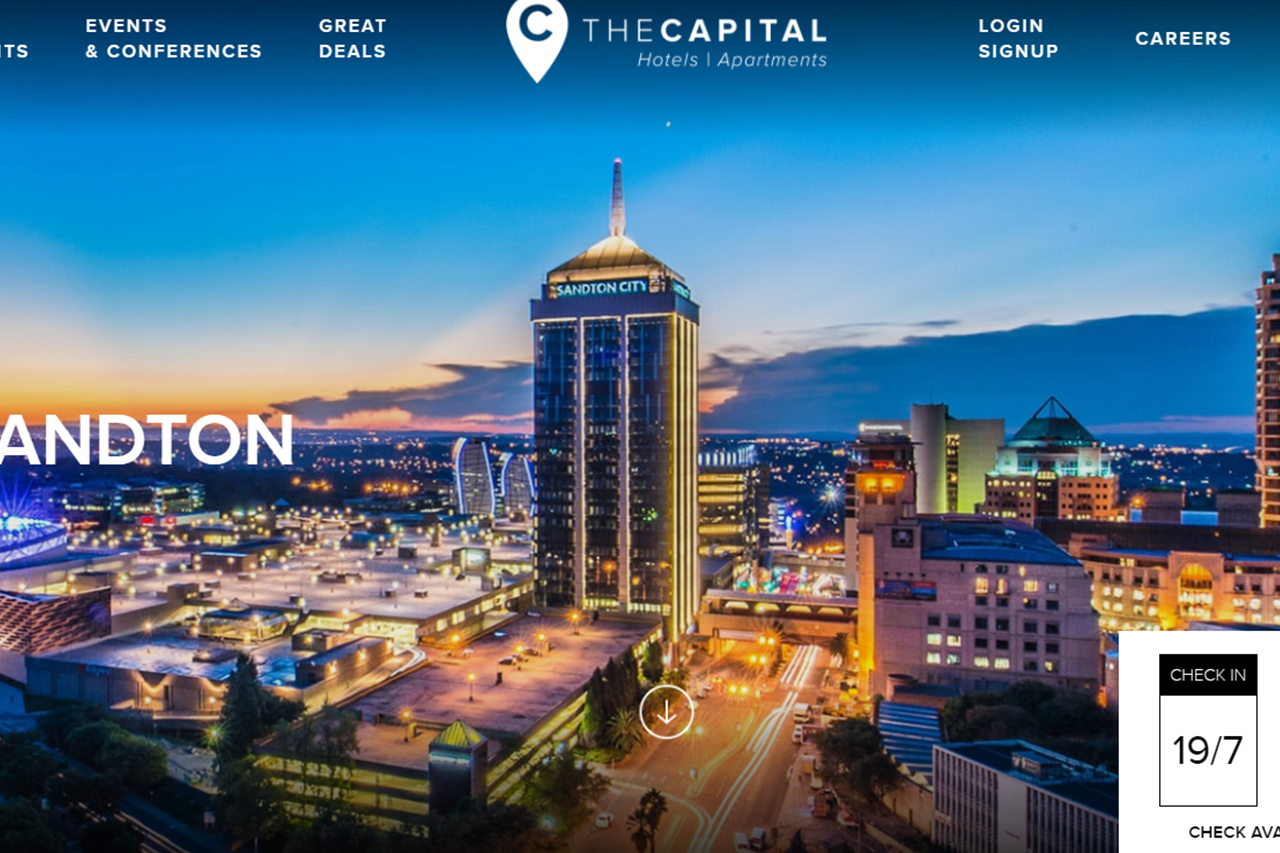 EVENTS
& CONFERENCES
GREAT
DEALS
C THECAPITAL
Hotels | Apartments
LOGIN
SIGNUP
CAREERS
SANDTON CITY
ANDTON
CHECK IN
19/7
CHECK AVA